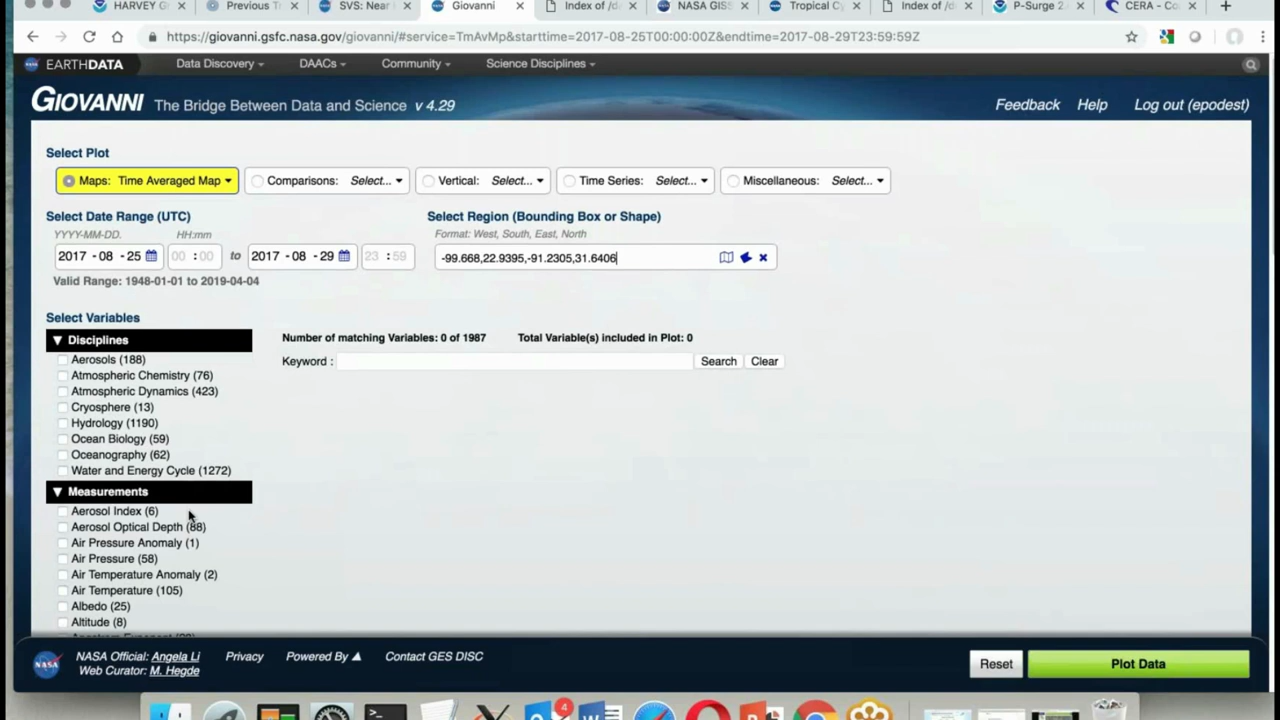 HARVEY G
Previous T
SVS: Near
Giovanni
Index of /d
NASA GISS
Tropical Cy
Index of /d
P-Surge 2
CERA - Co
https://giovanni.gsfc.nasa.gov/giovanni/#service=TmAvMp&starttime=2017-08-25T00:00:00Z&endtime=2017-08-29T23:59:59Z
EARTHDATA Data Discovery DAACs Community Science Disciplines
GIOVANNI The Bridge Between Data and Science v 4.29 Feedback Help Log out (epodest)
Select Plot
Maps: Time Averaged Map Comparisons: Select... Vertical: Select... Time Series: Select... Miscellaneous: Select...
Select Date Range (UTC) Select Region (Bounding Box or Shape)
YYYY-MM-DD. HH:mm Format: West, South, East, North
2017 - 08 - 25 00 : 00 to 2017 - 08 - 29 23 : 59 -99.668,22.9395,-91.2305,31.6406
Valid Range: 1948-01-01 to 2019-04-04
Select Variables
Disciplines Number of matching Variables: 0 of 1987 Total Variable(s) included in Plot: 0
Aerosols (188) Keyword : Search Clear
Atmospheric Chemistry (76)
Atmospheric Dynamics (423)
Cryosphere (13)
Hydrology (1190)
Ocean Biology (59)
Oceanography (62)
Water and Energy Cycle (1272)
Measurements
Aerosol Index (6)
Aerosol Optical Depth (88)
Air Pressure Anomaly (1)
Air Pressure (58)
Air Temperature Anomaly (2)
Air Temperature (105)
Albedo (25)
Altitude (8)
NASA
NASA Official: Angela Li Privacy Powered By Contact GES DISC Reset Plot Data
Web Curator: M. Hegde
4